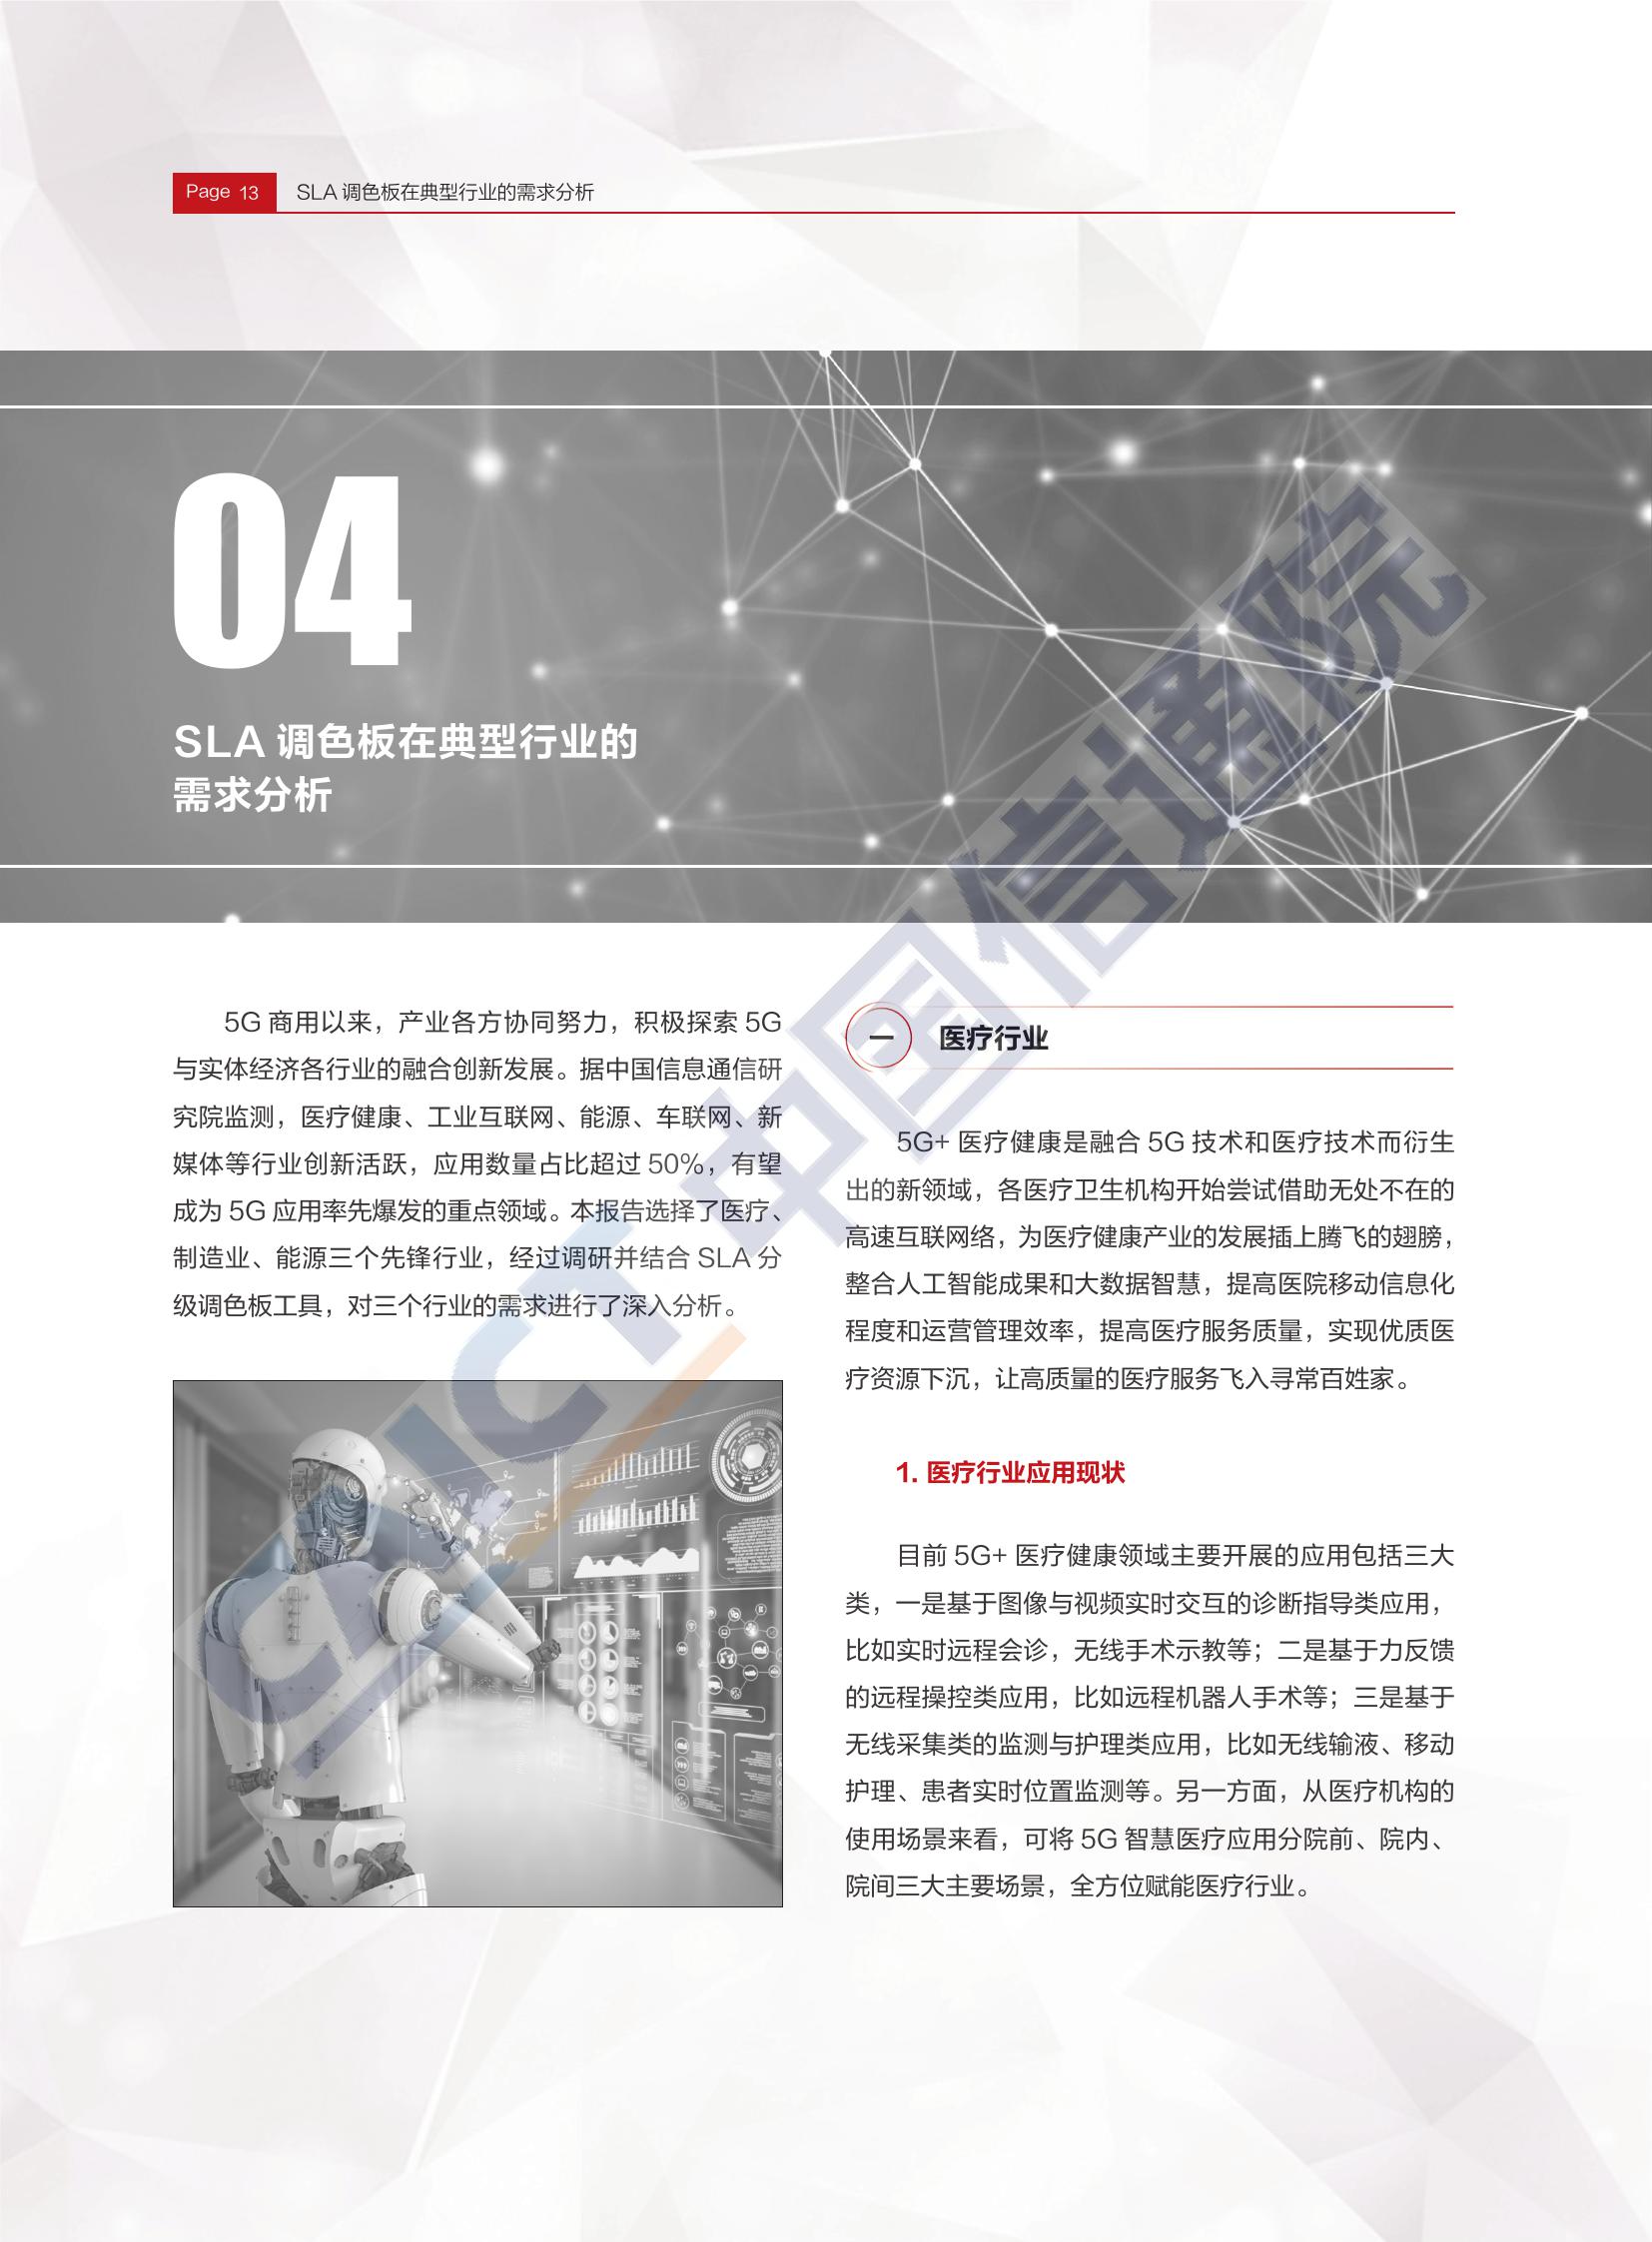 Page 13
SLA 调色板在典型行业的需求分析
04
SLA 调色板在典型行业的
需求分析
5G 商用以来，产业各方协同努力，积极探索 5G
与实体经济各行业的融合创新发展。据中国信息通信研
究院监测，医疗健康、工业互联网、能源、车联网、新
媒体等行业创新活跃，应用数量占比超过 50%，有望
成为 5G 应用率先爆发的重点领域。本报告选择了医疗、
制造业、能源三个先锋行业，经过调研并结合 SLA 分
级调色板工具，对三个行业的需求进行了深入分析。
一 医疗行业
5G+ 医疗健康是融合 5G 技术和医疗技术而衍生
出的新领域，各医疗卫生机构开始尝试借助无处不在的
高速互联网络，为医疗健康产业的发展插上腾飞的翅膀，
整合人工智能成果和大数据智慧，提高医院移动信息化
程度和运营管理效率，提高医疗服务质量，实现优质医
疗资源下沉，让高质量的医疗服务飞入寻常百姓家。
1. 医疗行业应用现状
目前 5G+ 医疗健康领域主要开展的应用包括三大
类，一是基于图像与视频实时交互的诊断指导类应用，
比如实时远程会诊，无线手术示教等；二是基于力反馈
的远程操控类应用，比如远程机器人手术等；三是基于
无线采集类的监测与护理类应用，比如无线输液、移动
护理、患者实时位置监测等。另一方面，从医疗机构的
使用场景来看，可将 5G 智慧医疗应用分院前、院内、
院间三大主要场景，全方位赋能医疗行业。
CAICT 中国信通院